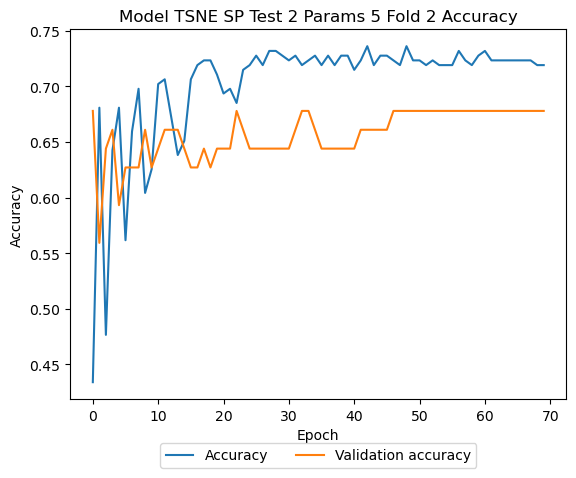 Model TSNE SP Test 2 Params 5 Fold 2 Accuracy
0.75
0.70
0.65
0.60
0.55
0.50
0.45
Accuracy
0 10 20 30 40 50 60 70
Epoch
Accuracy Validation accuracy